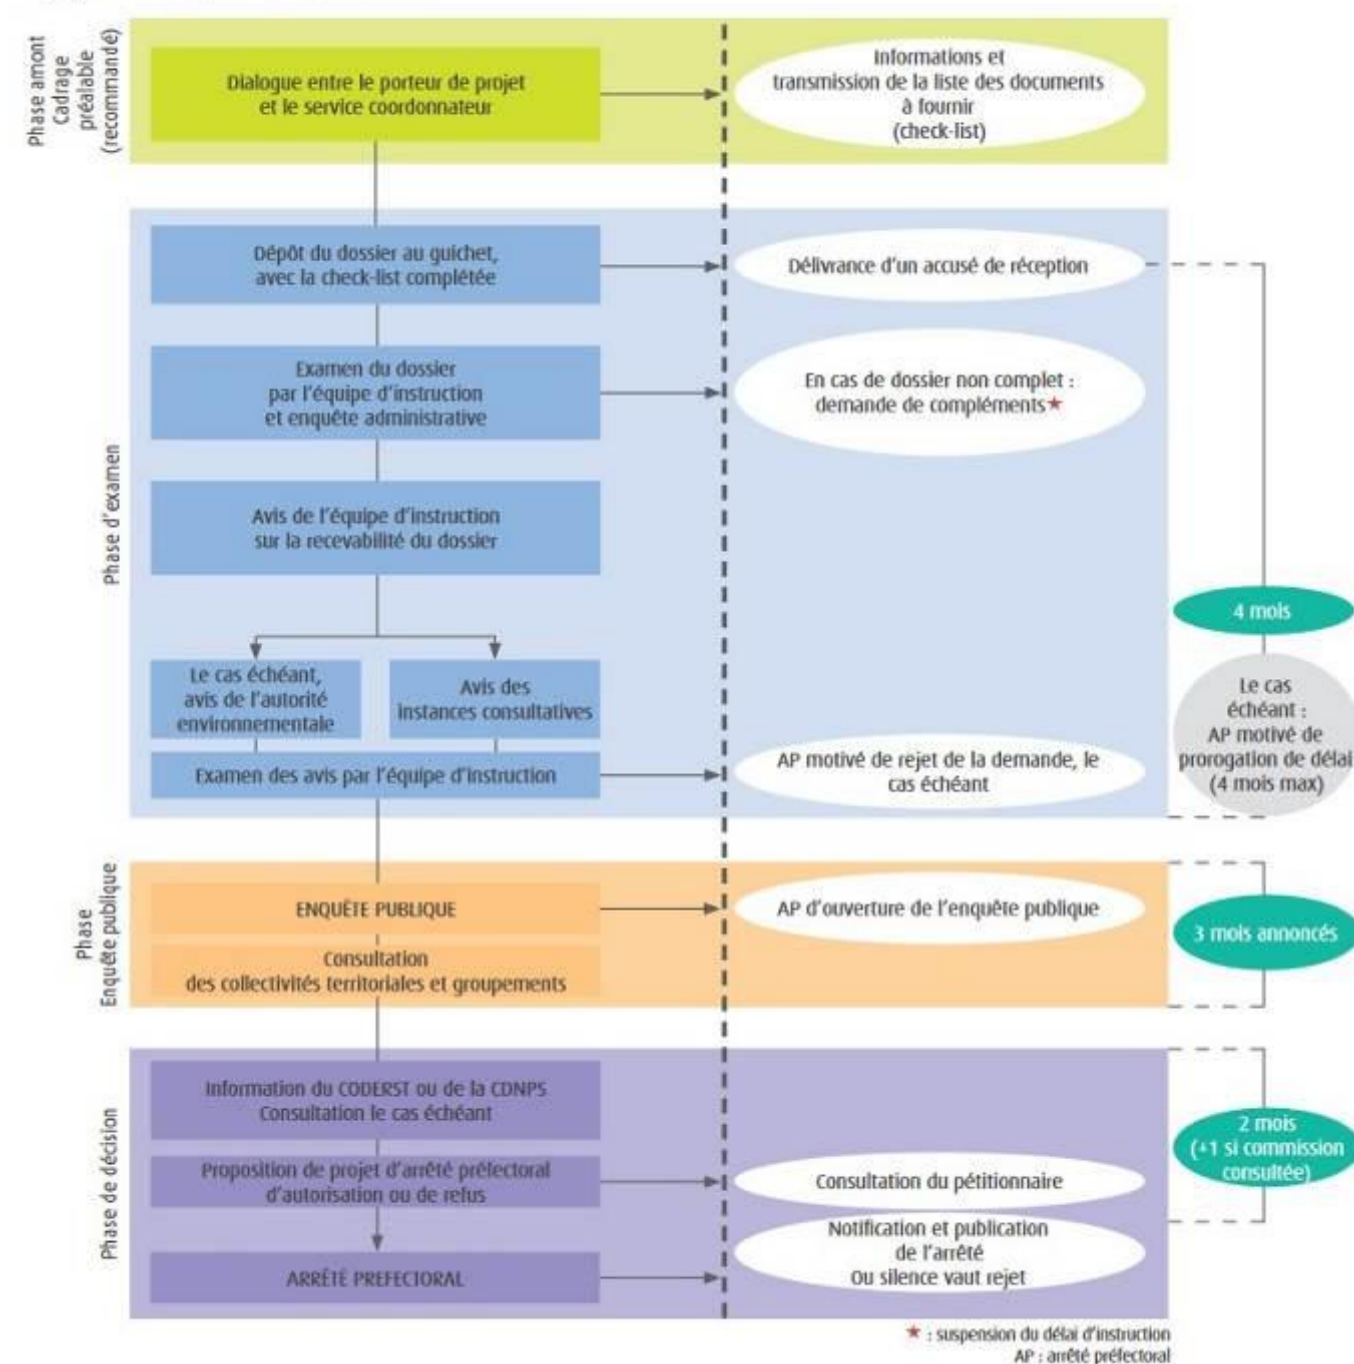 Phase amont
Cadrage
préalable
(recommandé)
Dialogue entre le porteur de projet
et le service coordonnateur
Informations et
transmission de la liste des documents
à fournir
(check-list)
Phase d'examen
Dépôt du dossier au guichet,
avec la check-list complétée
Délivrance d'un accusé de réception
Examen du dossier
par l'équipe d'instruction
et enquête administrative
En cas de dossier non complet :
demande de compléments★
Avis de l'équipe d'instruction
sur la recevabilité du dossier
4 mois
Le cas échéant,
avis de l'autorité
environnementale
Avis des
instances consultatives
Le cas
échéant :
AP motivé de
prorogation de délai
(4 mois max)
Examen des avis par l'équipe d'instruction
AP motivé de rejet de la demande, le
cas échéant
Phase
Enquête publique
ENQUÊTE PUBLIQUE
AP d'ouverture de l'enquête publique
Consultation
des collectivités territoriales et groupements
3 mois annoncés
Phase de décision
Information du CODERST ou de la CDNPS
Consultation le cas échéant
2 mois
(+1 si commission
consultée)
Proposition de projet d'arrêté préfectoral
d'autorisation ou de refus
Consultation du pétitionnaire
ARRÊTÉ PREFECTORAL
Notification et publication
de l'arrêté
Ou silence vaut rejet
★ : suspension du délai d'instruction
AP : arrêté préfectoral